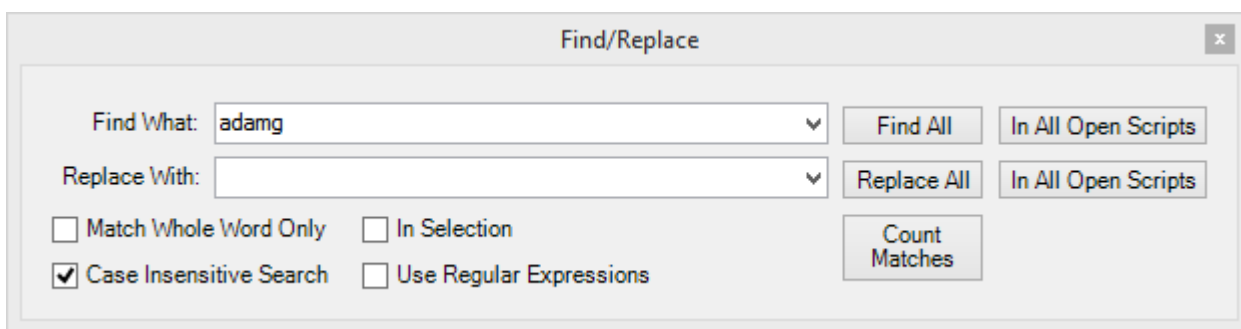 Find/Replace
x
Find What: adamg Find All In All Open Scripts
Replace With: Replace All In All Open Scripts
Match Whole Word Only In Selection Count
Matches
Case Insensitive Search Use Regular Expressions